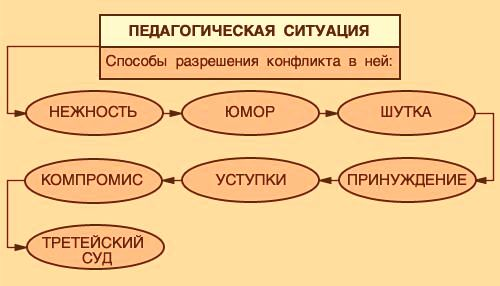 ПЕДАГОГИЧЕСКАЯ СИТУАЦИЯ
Способы разрешения конфликта в ней:
НЕЖНОСТЬ
ЮМОР
ШУТКА
ПРИНУЖДЕНИЕ
УСТУПКИ
КОМПРОМИС
ТРЕТЕЙСКИЙ
СУД